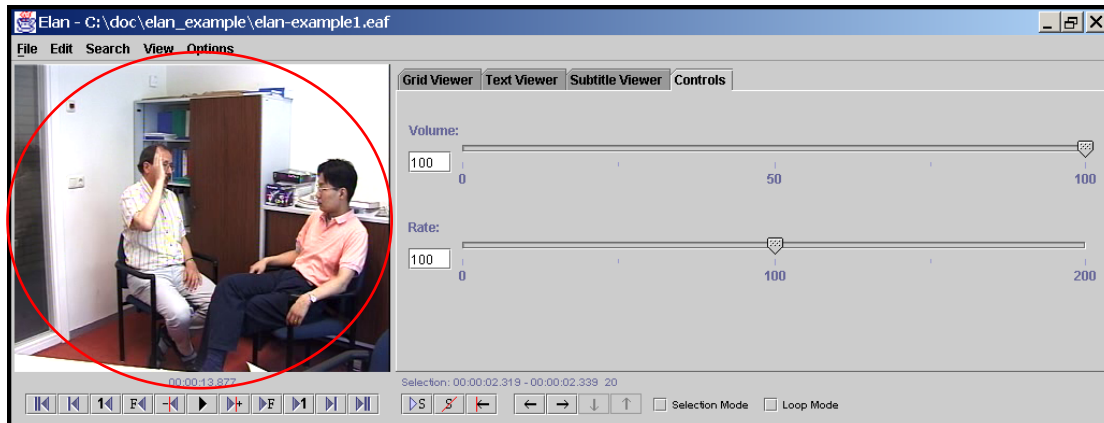 Elan - C:\doc\elan_example\elan-example1.eaf
File Edit Search View Options
Grid Viewer Text Viewer Subtitle Viewer Controls
Volume:
100
0 50 100
Rate:
100
0 100 200
00:00:13.877
Selection: 00:00:02.319 - 00:00:02.339 20
1 F F 1 S S Selection Mode Loop Mode